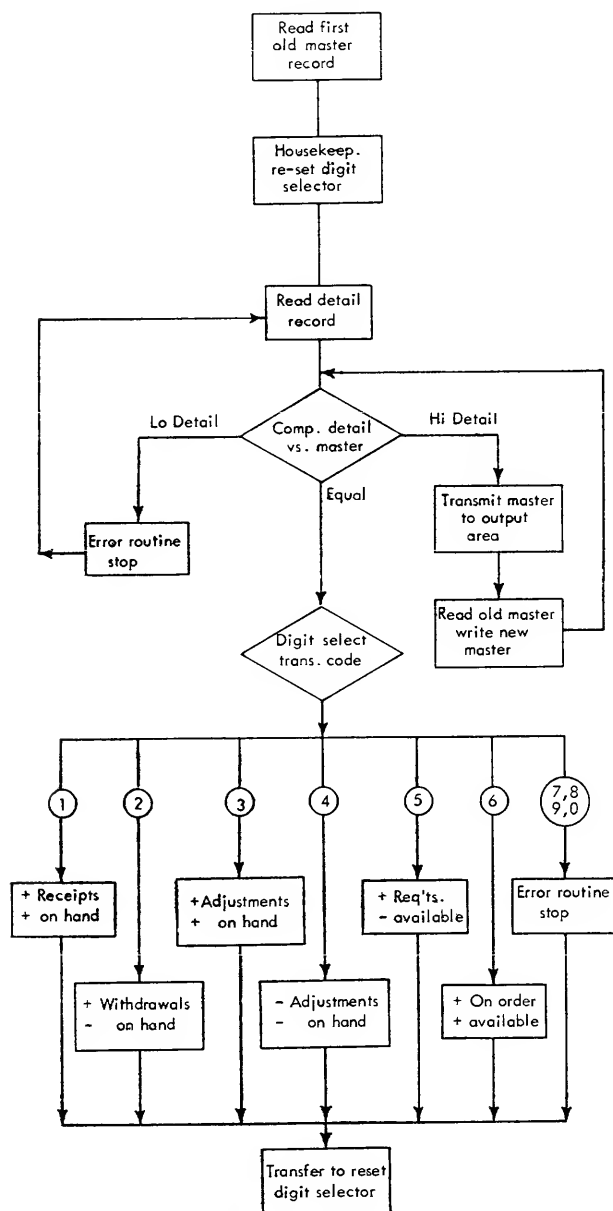 Read first
old master
record
Housekeep.
re-set digit
selector
Read detail
record
Lo Detail
Comp. detail
vs. master
Hi Detail
Equal
Error routine
stop
Transmit master
to output
area
Read old master
write new
master
Digit select
trans. code
1
2
3
4
5
6
7,8
9,0
+ Receipts
+ on hand
+ Withdrawals
- on hand
+Adjustments
+ on hand
- Adjustments
- on hand
+ Req'ts.
- available
+ On order
+ available
Error routine
stop
Transfer to reset
digit selector